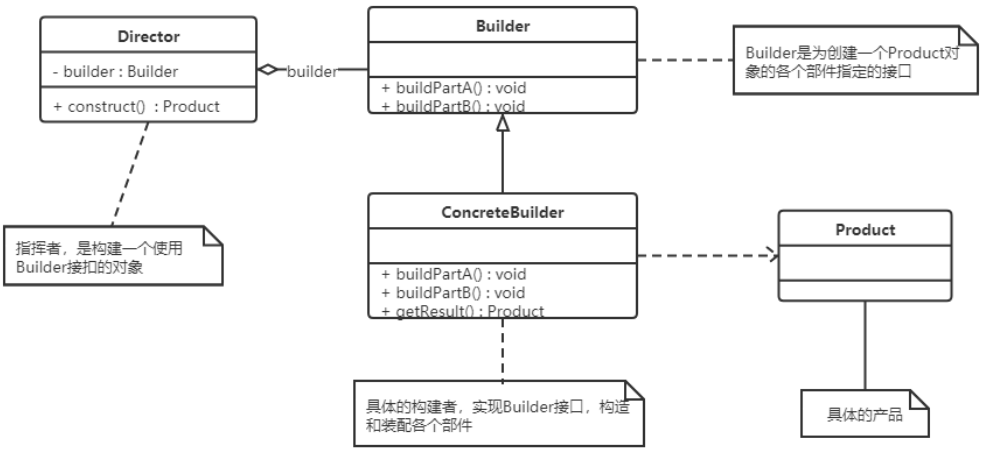 Director
- builder : Builder
+ construct()  : Product
builder
Builder
+ buildPartA() : void
+ buildPartB() : void
Builder是为创建一个Product对
象的各个部件指定的接口
指挥者，是构建一个使用
Builder接扣的对象
ConcreteBuilder
+ buildPartA() : void
+ buildPartB() : void
+ getResult() : Product
Product
具体的构建者，实现Builder接口，构造
和装配各个部件
具体的产品